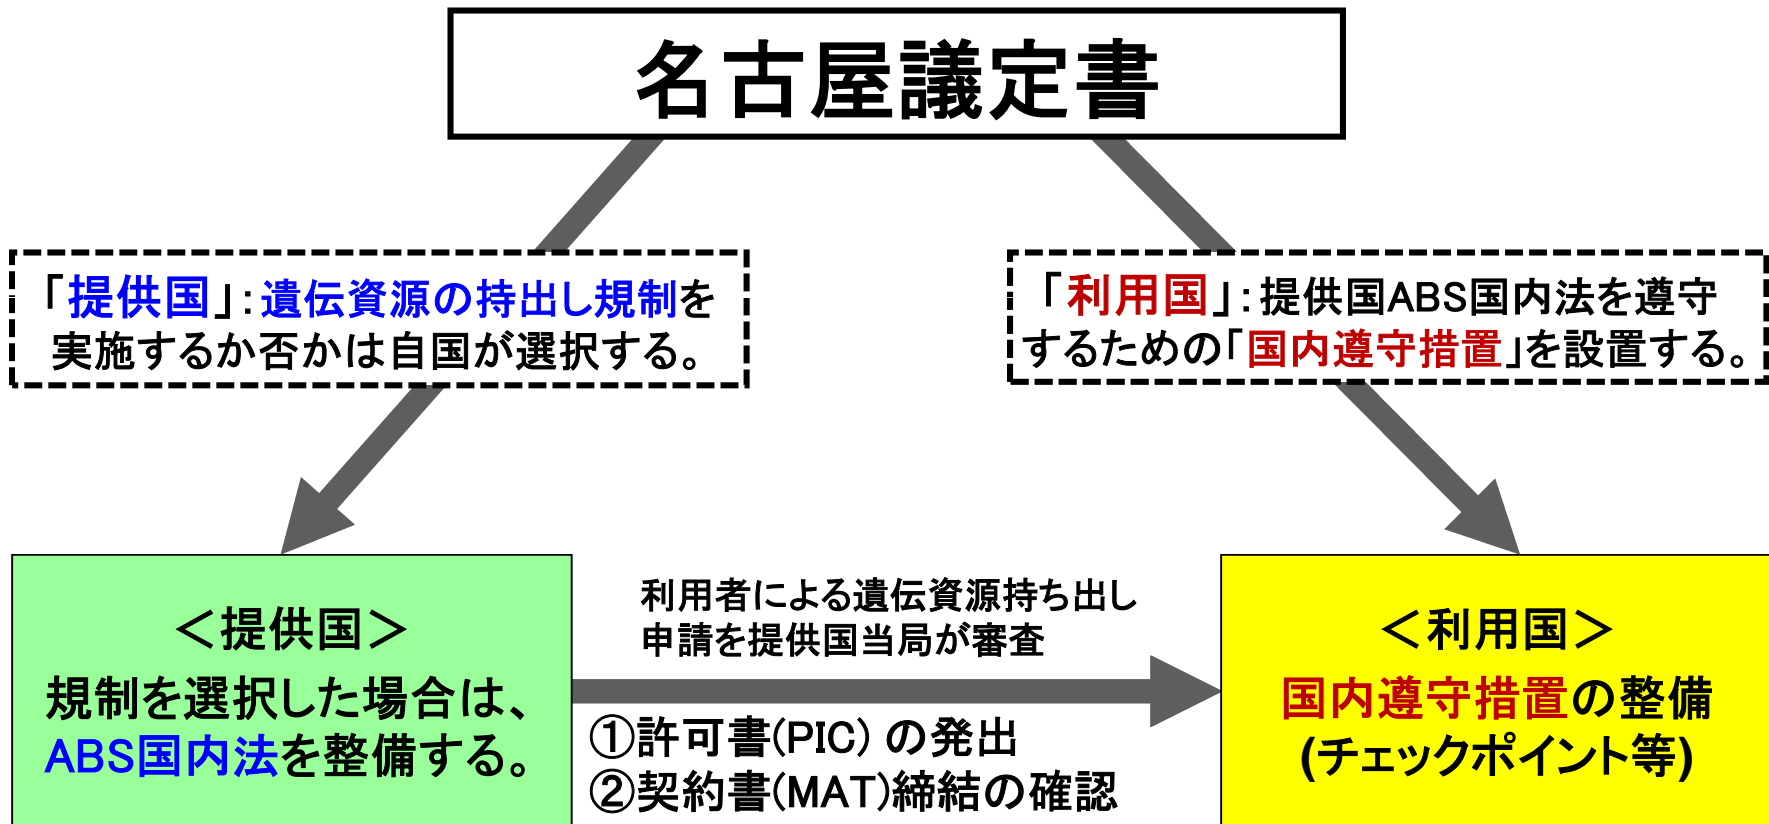 名古屋議定書
「提供国」:遺伝資源の持出し規制を
実施するか否かは自国が選択する。
「利用国」:提供国ABS国内法を遵守
するための「国内遵守措置」を設置する。
<提供国>
規制を選択した場合は、
ABS国内法を整備する。
利用者による遺伝資源持ち出し
申請を提供国当局が審査
①許可書(PIC) の発出
②契約書(MAT)締結の確認
<利用国>
国内遵守措置の整備
(チェックポイント等)